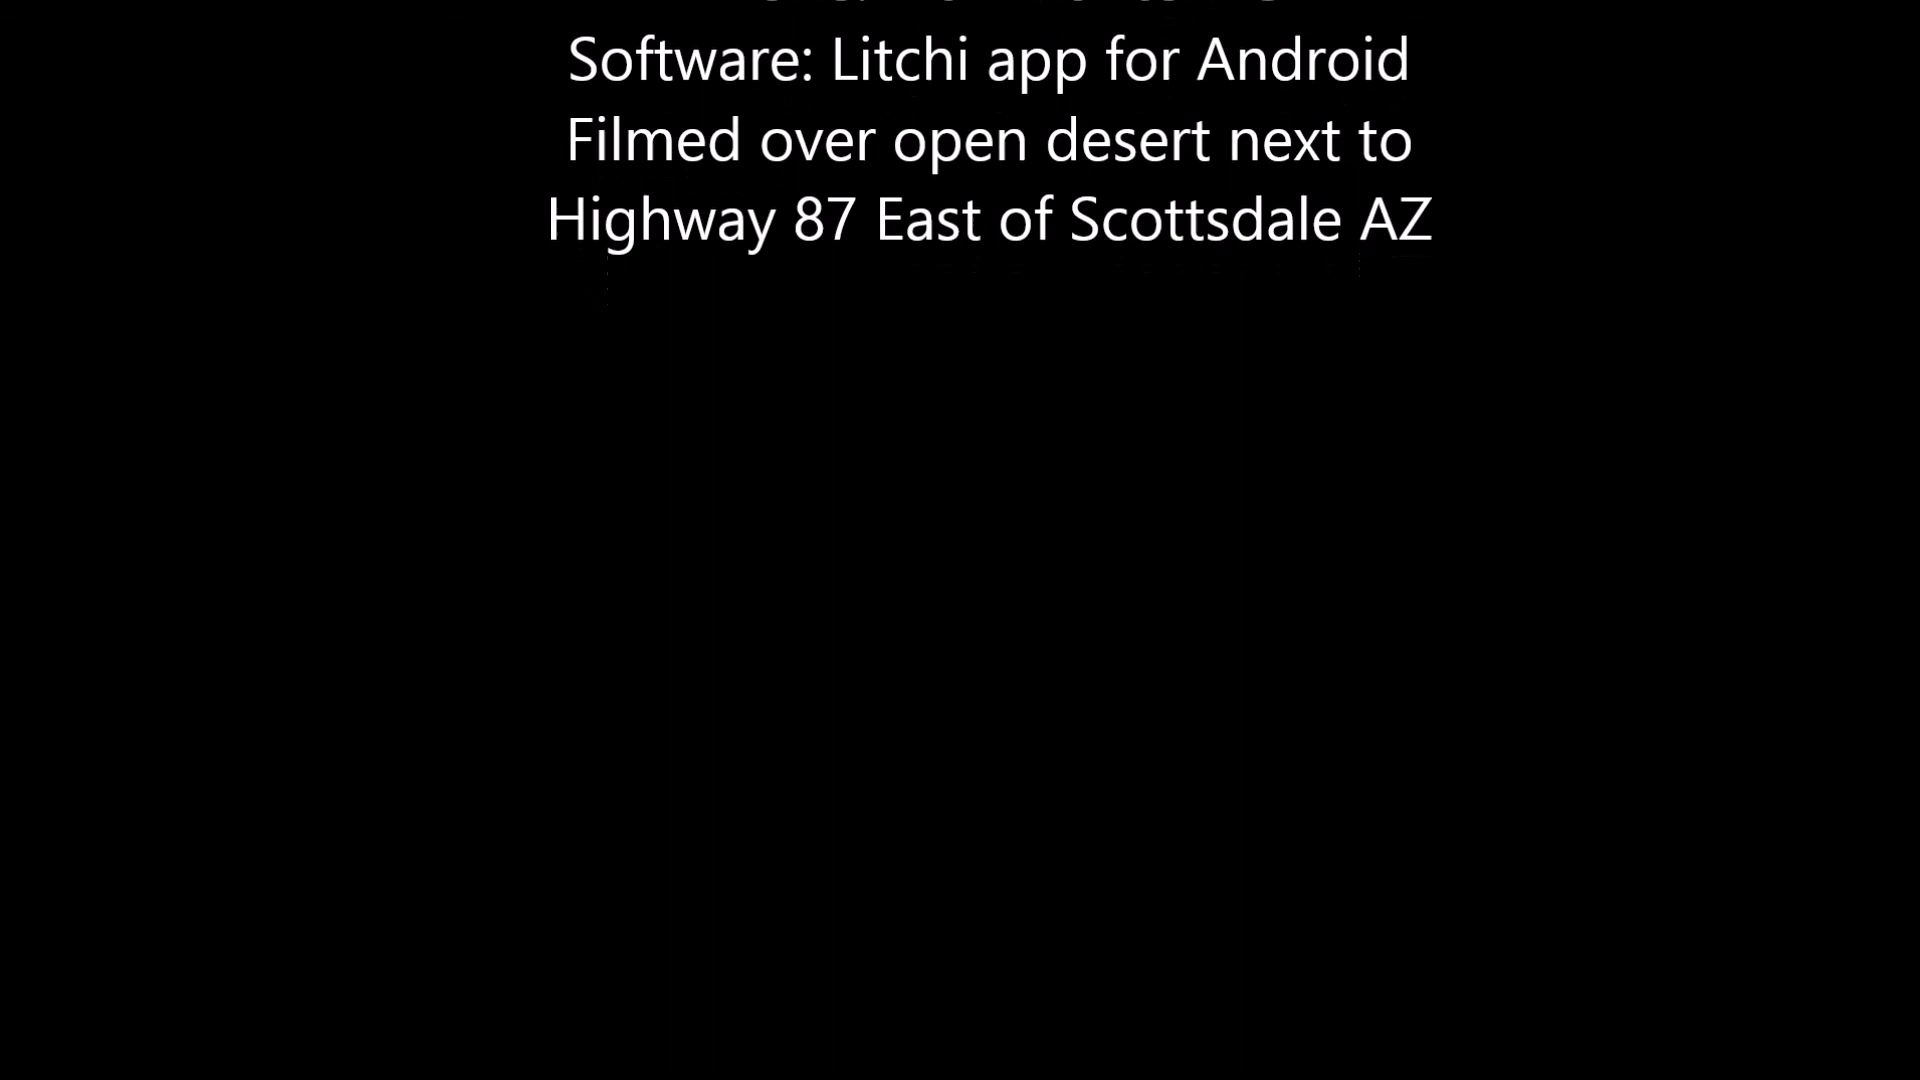 Software: Litchi app for Android
Filmed over open desert next to
Highway 87 East of Scottsdale AZ